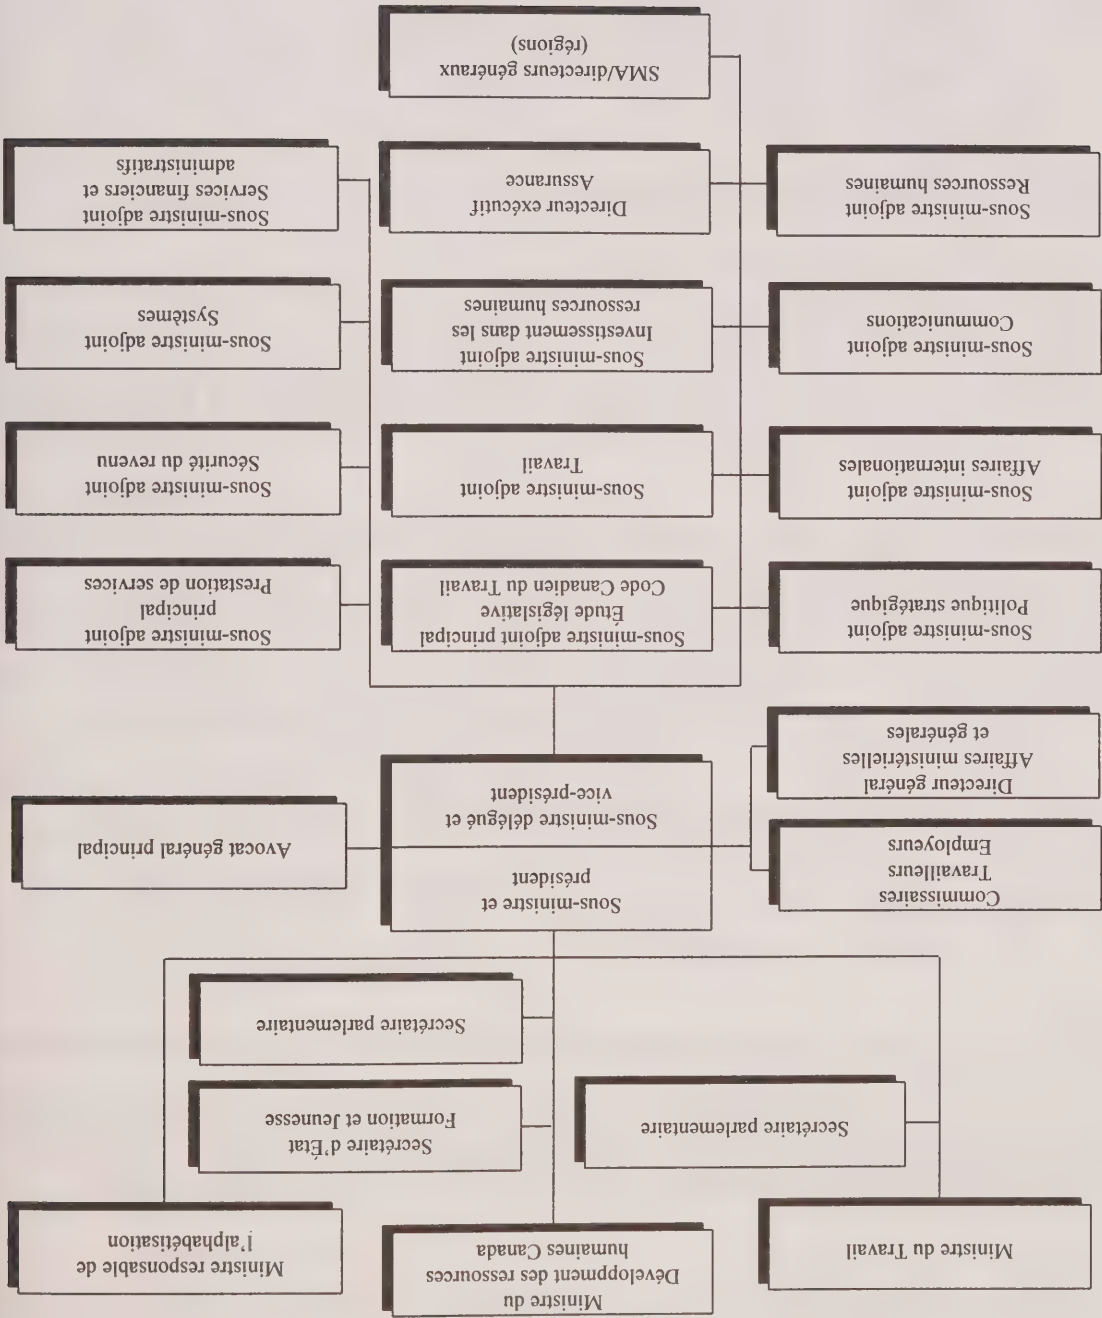 Ministre du Travail
Ministre du
Développment des ressources
humaines Canada
Ministre responsable de
l'alphabétisation
Secrétaire parlementaire
Secrétaire d'État
Formation et Jeunesse
Secrétaire parlementaire
Commissaires
Travailleurs
Employeurs
Directeur général
Affaires ministérielles
et générales
Sous-ministre et
président
Sous-ministre délégué et
vice-président
Avocat général principal
Sous-ministre adjoint
Politique stratégique
Sous-ministre adjoint principal
Étude législative
Code Canadien du Travail
Sous-ministre adjoint
principal
Prestation de services
Sous-ministre adjoint
Affaires internationales
Sous-ministre adjoint
Travail
Sous-ministre adjoint
Sécurité du revenu
Sous-ministre adjoint
Communications
Sous-ministre adjoint
Investissement dans les
ressources humaines
Sous-ministre adjoint
Systèmes
Sous-ministre adjoint
Ressources humaines
Directeur exécutif
Assurance
Sous-ministre adjoint
Services financiers et
administratifs
SMA/directeurs généraux
(régions)